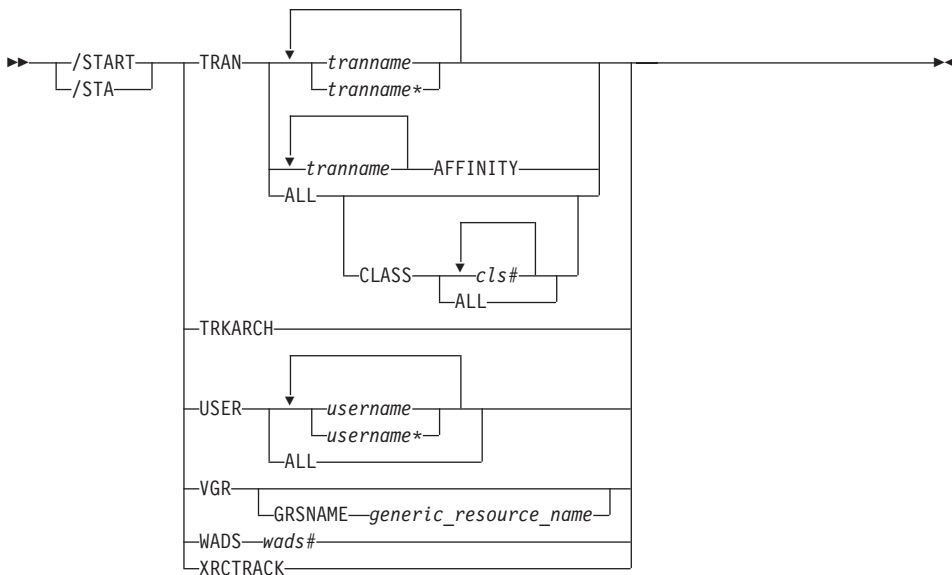 /START TRAN tranname
/STA tranname*
tranname AFFINITY
ALL
CLASS cls#
ALL
TRKARCH
USER username
username*
ALL
VGR
GRSNAME generic_resource_name
WADS wads#
XRCTRACK